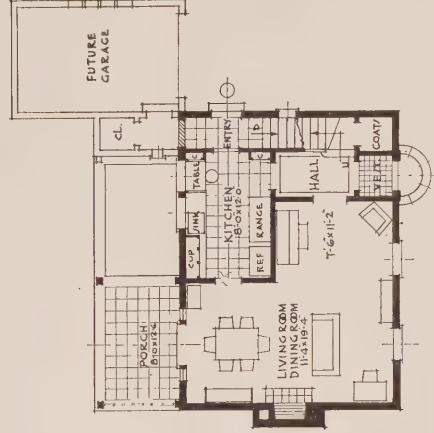 FUTURE
GARAGE
CL.
ENTRY
D
COATS
TABLE
C
C
HALL
U
VEST.
SINK
KITCHEN
8'-0"x12'-0"
RANGE
CUP
REF
7'-6"x11'-2"
PORCH
8'-0"x12'-6"
LIVING ROOM
DINING ROOM
11'-4"x19'-4"